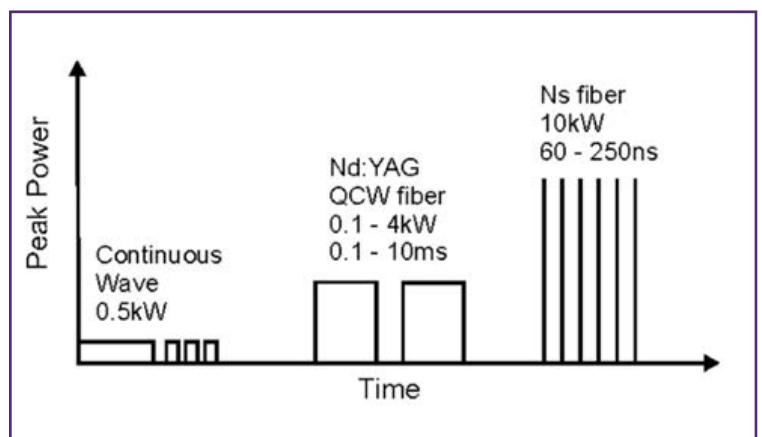 Peak Power
Continuous
Wave
0.5kW
Nd:YAG
QCW fiber
0.1 - 4kW
0.1 - 10ms
Ns fiber
10kW
60 - 250ns
Time